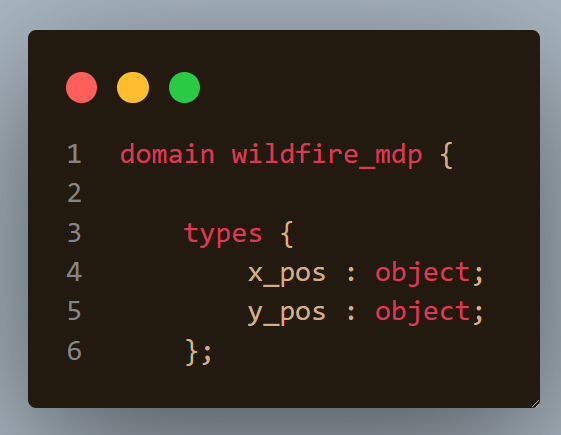 1 domain wildfire_mdp {
2
3     types {
4         x_pos : object;
5         y_pos : object;
6     };